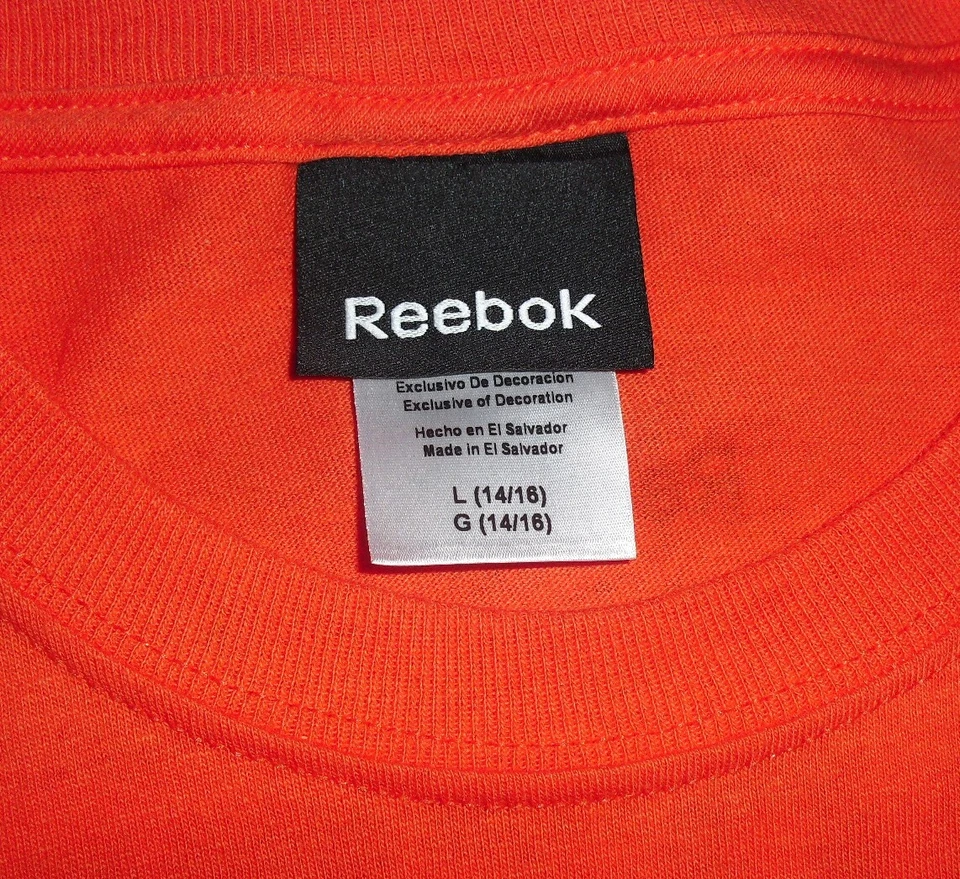 Reebok
Exclusivo De Decoracion
Exclusive of Decoration
Hecho en El Salvador
Made in El Salvador
L (14/16)
G (14/16)